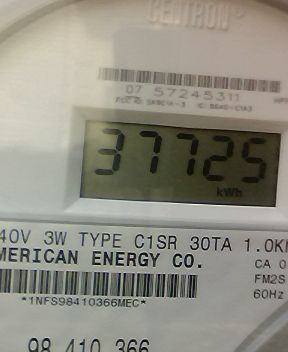 CENTRON®
07 57245311
37725
kWh
40V 3W TYPE C1SR 30TA 1.0K
MERICAN ENERGY CO.
CA 0
FM2S
*1NFS98410366MEC*
60Hz
98 410 366